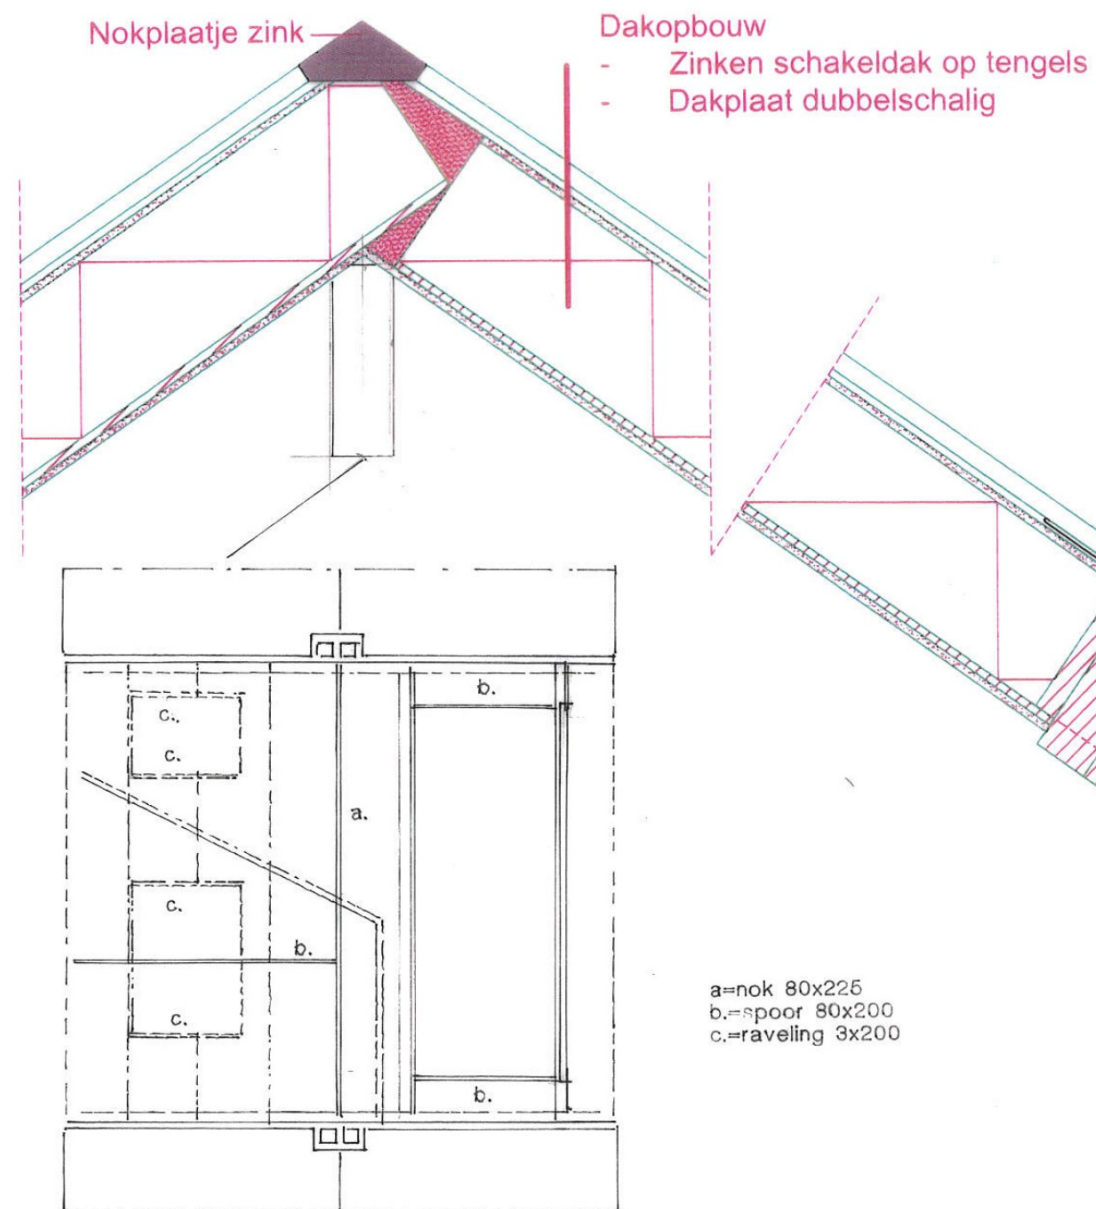 Nokplaatje zink
Dakopbouw
- Zinken schakeldak op tengels
- Dakplaat dubbelschalig
b.
c.
c.
a.
c.
b.
c.
b.
a=nok 80x225
b.=spoor 80x200
c.=raveling 3x200